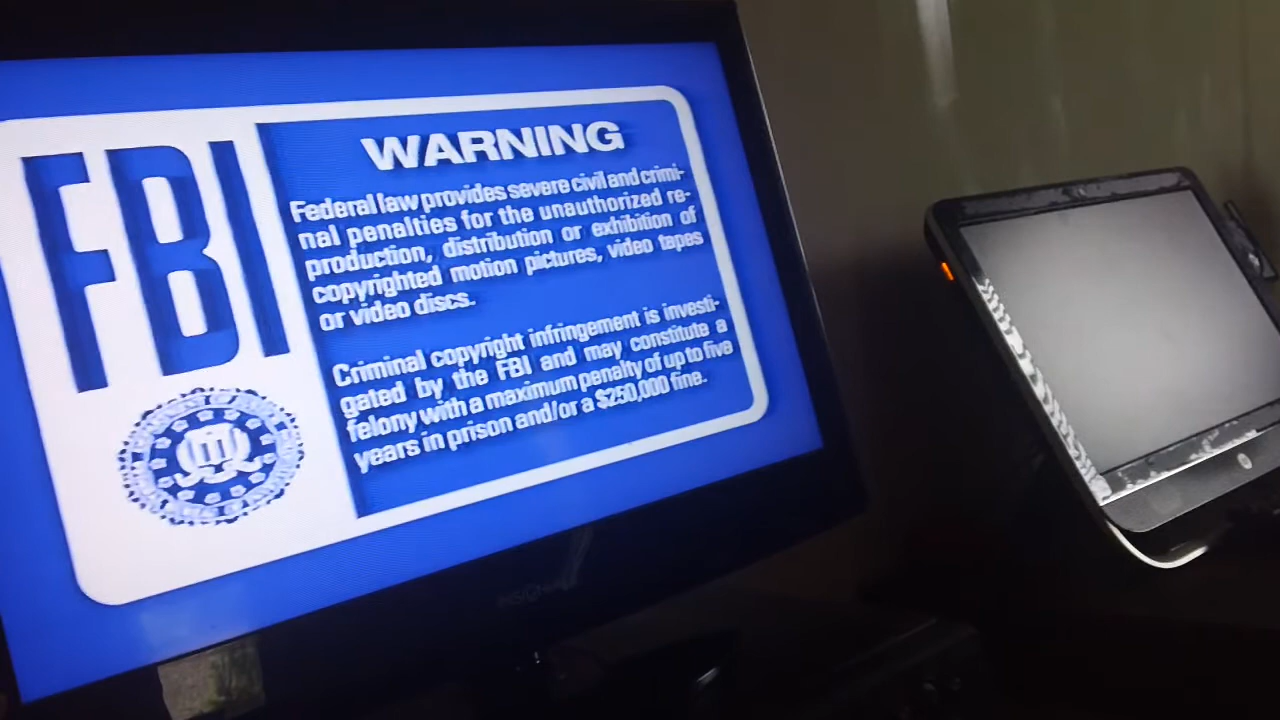 FBI
WARNING
Federal law provides severe civil and crimi-
nal penalties for the unauthorized re-
production, distribution or exhibition of
copyrighted motion pictures, video tapes
or video discs.
Criminal copyright infringement is investi-
gated by the FBI and may constitute a
felony with a maximum penalty of up to five
years in prison and/or a $250,000 fine.
INSIGNIA